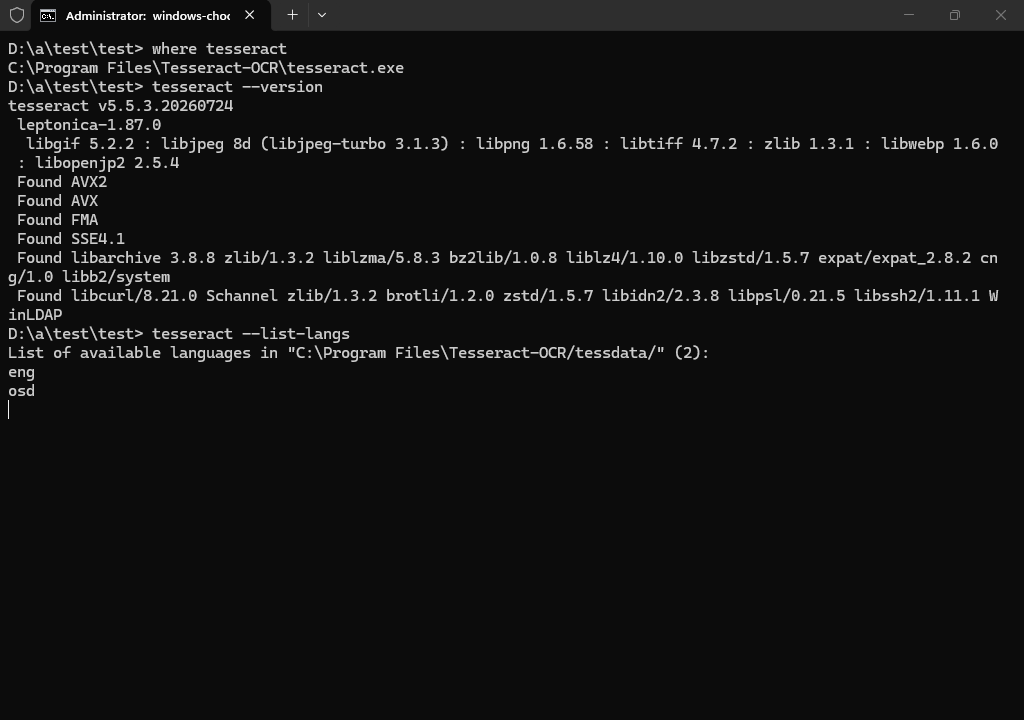 Administrator: windows-choc
D:\a\test\test> where tesseract
C:\Program Files\Tesseract-OCR\tesseract.exe
D:\a\test\test> tesseract --version
tesseract v5.5.3.20260724
 leptonica-1.87.0
  libgif 5.2.2 : libjpeg 8d (libjpeg-turbo 3.1.3) : libpng 1.6.58 : libtiff 4.7.2 : zlib 1.3.1 : libwebp 1.6.0
 : libopenjp2 2.5.4
 Found AVX2
 Found AVX
 Found FMA
 Found SSE4.1
 Found libarchive 3.8.8 zlib/1.3.2 liblzma/5.8.3 bz2lib/1.0.8 liblz4/1.10.0 libzstd/1.5.7 expat/expat_2.8.2 cn
g/1.0 libb2/system
 Found libcurl/8.21.0 Schannel zlib/1.3.2 brotli/1.2.0 zstd/1.5.7 libidn2/2.3.8 libpsl/0.21.5 libssh2/1.11.1 W
inLDAP
D:\a\test\test> tesseract --list-langs
List of available languages in "C:\Program Files\Tesseract-OCR/tessdata/" (2):
eng
osd